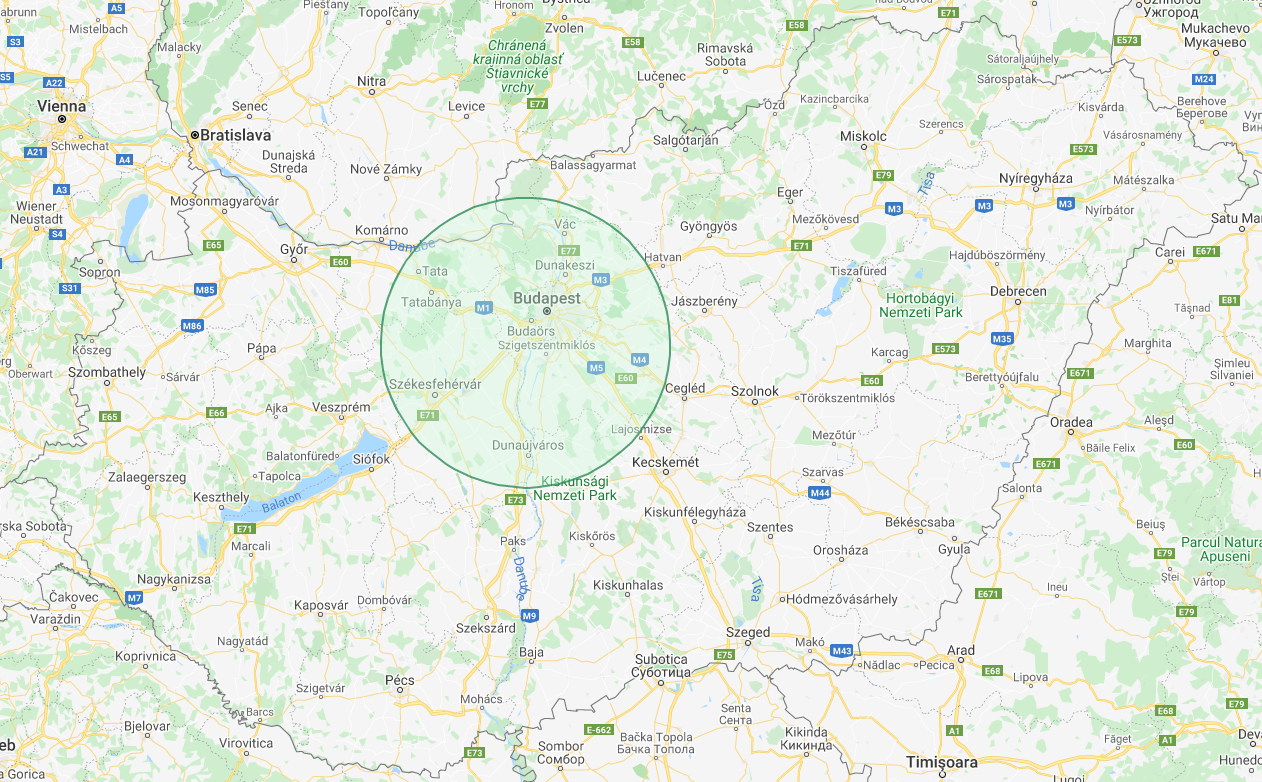 A5
Piešťany
Topoľčany
Hronom
Zvolen
E58
E71
Ужгород
Mukachevo
Мукачево
S3
Mistelbach
Malacky
Chránená
krajinná oblasť
Štiavnické
vrchy
E58
Rimavská
Sobota
E573
Sátoraljaújhely
S5
A22
Nitra
Lučenec
Sárospatak
M24
Vienna
Senec
Levice
E77
Ózd
Kazincbarcika
Kisvárda
Berehove
Берегове
Schwechat
Bratislava
Szerencs
Vásárosnamény
A21
A4
Dunajská
Streda
Salgótarján
Miskolc
E573
Nové Zámky
Balassagyarmat
E79
Tisa
Nyíregyháza
Mátészalka
A3
Mosonmagyaróvár
Eger
M3
M3
M3
Nyírbátor
Wiener
Neustadt
S4
Komárno
Danube
Vác
Gyöngyös
Mezőkövesd
Satu Ma
E65
Győr
E60
E77
E71
Hatvan
Hajdúböszörmény
Carei
E671
Sopron
Tata
Dunakeszi
M3
Tiszafüred
S31
M85
Tatabánya
M1
Budapest
Jászberény
Hortobágyi
Nemzeti Park
Debrecen
E81
Tășnad
M86
Budaörs
Szigetszentmiklós
M35
Kőszeg
Pápa
M4
Karcag
E573
Marghita
Oberwart
Szombathely
Sárvár
M5
E60
E671
Șimleu
Silvaniei
Székesfehérvár
Cegléd
Szolnok
E60
Berettyóújfalu
Törökszentmiklós
E65
E66
Ajka
Veszprém
E71
Oradea
Aleșd
Lajosmizse
Mezőtúr
E60
Balatonfüred
Dunaújváros
Băile Felix
Siófok
Zalaegerszeg
Tapolca
Kecskemét
Szarvas
E671
Keszthely
Balaton
Kiskunsági
Nemzeti Park
M44
Salonta
E73
Kiskunfélegyháza
rska Sobota
E71
Szentes
Békéscsaba
Beiuș
Marcali
Paks
Kiskőrös
Orosháza
Gyula
E79
Parcul Natura
Apuseni
Nagykanizsa
Danube
Kiskunhalas
Tisa
Ineu
Ștei
Vârtop
Čakovec
M7
Kaposvár
Dombóvár
Hódmezővásárhely
E671
E79
Varaždin
Szekszárd
M9
Szeged
Nagyatád
Makó
M43
Koprivnica
Baja
E75
Arad
Subotica
Суботица
Nădlac
Pecica
E68
Lipova
Szigetvár
Pécs
Mohács
Barcs
Senta
Сента
E79
E68
Bjelovar
E-662
A1
Virovitica
Bačka Topola
Бачка Топола
Kikinda
Кикинда
Făget
A1
Deva
E73
Sombor
Сомбор
Timișoara
Hunedo
a Gorica
Lugoj